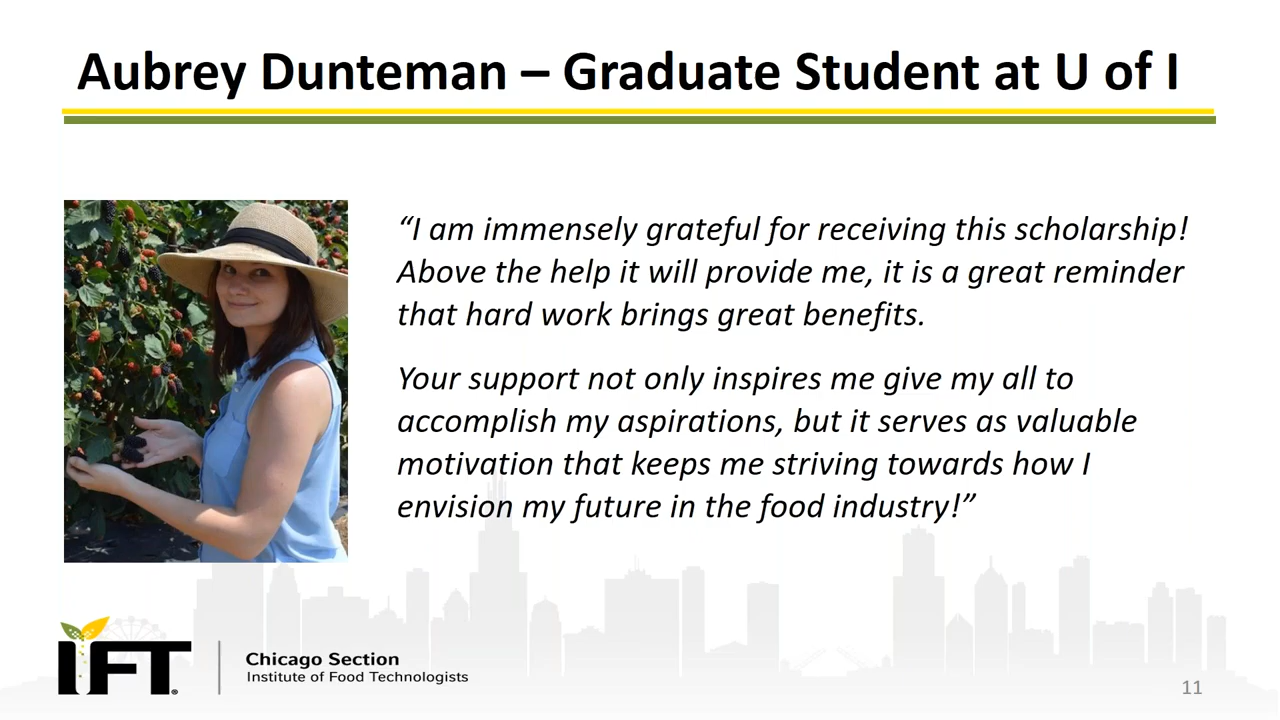 Aubrey Dunteman – Graduate Student at U of I
“I am immensely grateful for receiving this scholarship!
Above the help it will provide me, it is a great reminder
that hard work brings great benefits.
Your support not only inspires me give my all to
accomplish my aspirations, but it serves as valuable
motivation that keeps me striving towards how I
envision my future in the food industry!”
IFT®
Chicago Section
Institute of Food Technologists
11